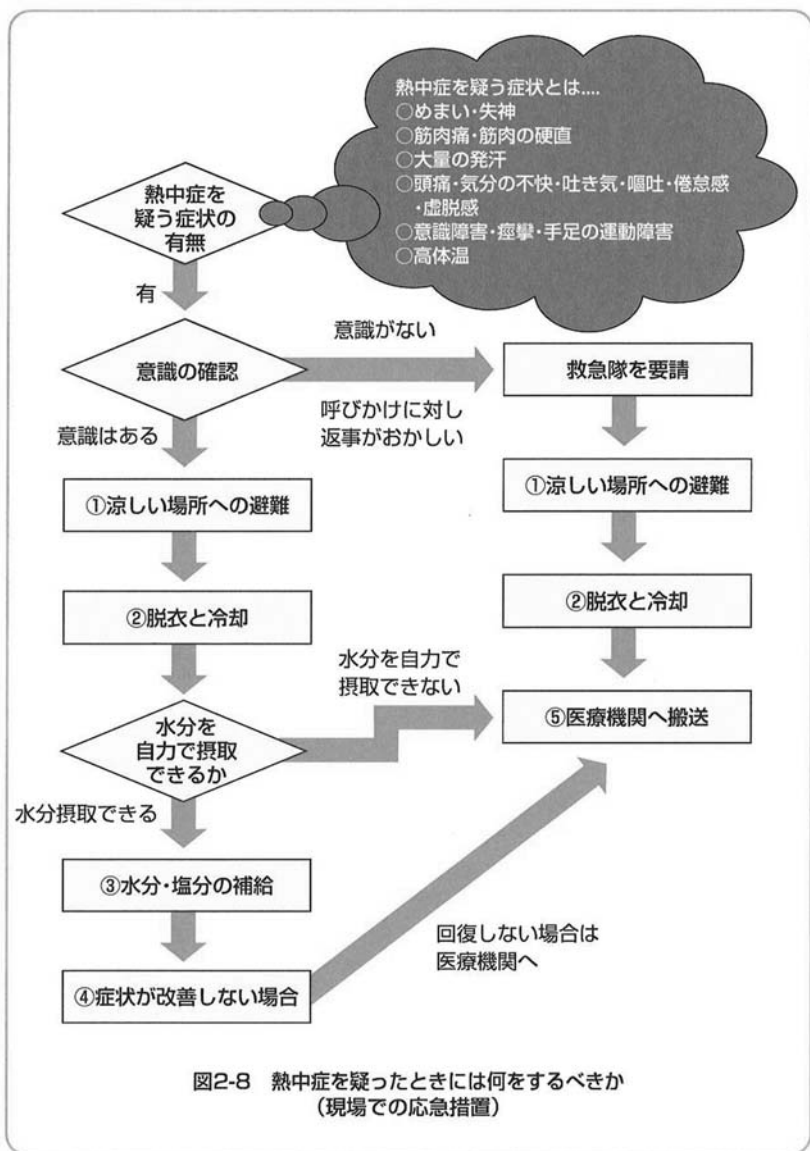 熱中症を疑う症状とは....
○めまい・失神
○筋肉痛・筋肉の硬直
○大量の発汗
○頭痛・気分の不快・吐き気・嘔吐・倦怠感
・虚脱感
○意識障害・痙攣・手足の運動障害
○高体温
熱中症を
疑う症状の
有無
有
意識の確認
意識がない
呼びかけに対し
返事がおかしい
救急隊を要請
意識はある
①涼しい場所への避難
①涼しい場所への避難
②脱衣と冷却
②脱衣と冷却
水分を
自力で摂取
できるか
水分を自力で
摂取できない
⑤医療機関へ搬送
水分摂取できる
③水分・塩分の補給
④症状が改善しない場合
回復しない場合は
医療機関へ
図2-8 熱中症を疑ったときには何をするべきか
（現場での応急措置）